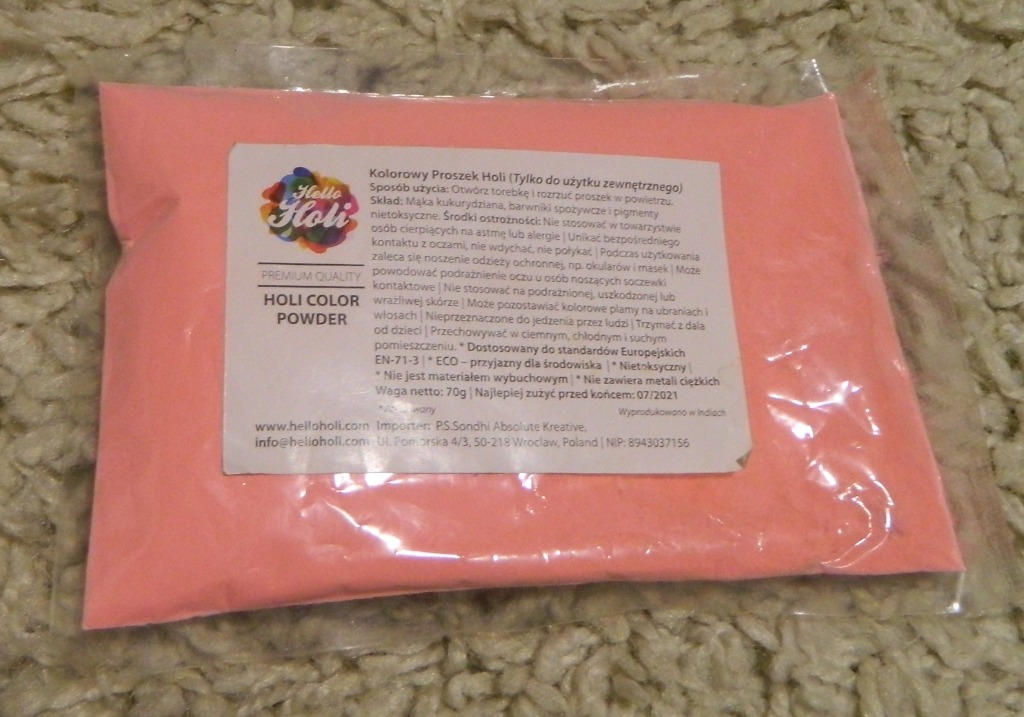 Hello
Holi
PREMIUM QUALITY
HOLI COLOR
POWDER
Kolorowy Proszek Holi (Tylko do użytku zewnętrznego)
Sposób użycia: Otwórz torebkę i rozrzuć proszek w powietrzu.
Skład: Mąka kukurydziana, barwniki spożywcze i pigmenty
nietoksyczne. Środki ostrożności: Nie stosować w towarzystwie
osób cierpiących na astmę lub alergie | Unikać bezpośredniego
kontaktu z oczami, nie wdychać, nie połykać | Podczas użytkowania
zaleca się noszenie odzieży ochronnej, np. okularów i masek | Może
powodować podrażnienie oczu u osób noszących soczewki
kontaktowe | Nie stosować na podrażnionej, uszkodzonej lub
wrażliwej skórze | Może pozostawiać kolorowe plamy na ubraniach i
włosach | Nieprzeznaczone do jedzenia przez ludzi | Trzymać z dala
od dzieci | Przechowywać w ciemnym, chłodnym i suchym
pomieszczeniu. * Dostosowany do standardów Europejskich
EN-71-3 | * ECO – przyjazny dla środowiska | * Nietoksyczny |
* Nie jest materiałem wybuchowym | * Nie zawiera metali ciężkich
Waga netto: 70g | Najlepiej zużyć przed końcem: 07/2021
Wyprodukowano w Indiach
www.helloholi.com Importer: P.S.Sondhi Absolute Kreative,
info@helloholi.com Ul. Pomorska 4/3, 50-218 Wroclaw, Poland | NIP: 8943037156